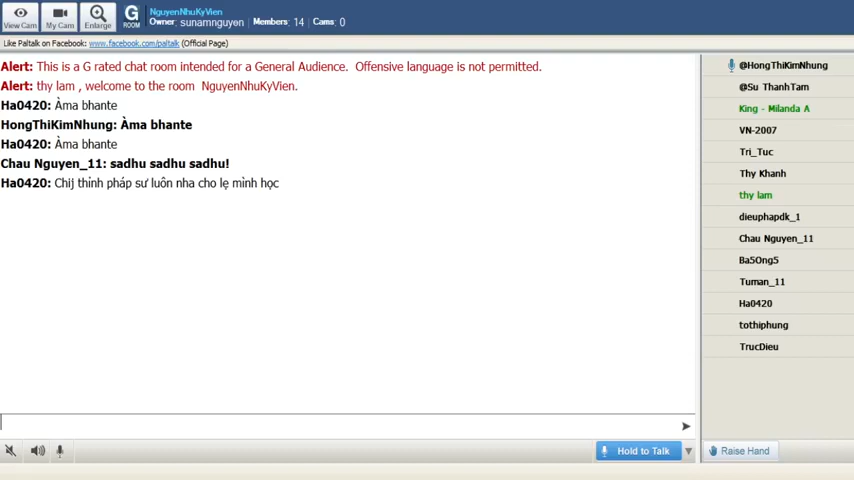 NguyenNhuKyVien
Owner: sunamnguyen Members: 14 Cams: 0
View Cam My Cam Enlarge G ROOM
Like Paltalk on Facebook: www.facebook.com/paltalk (Official Page)
Alert: This is a G rated chat room intended for a General Audience. Offensive language is not permitted.
Alert: thy lam , welcome to the room NguyenNhuKyVien.
Ha0420: Àma bhante
HongThiKimNhung: Àma bhante
Ha0420: Àma bhante
Chau Nguyen_11: sadhu sadhu sadhu!
Ha0420: Chij thính pháp sư luôn nha cho lẹ mình học
@HongThiKimNhung
@Su ThanhTam
King - Milanda A
VN-2007
Tri_Tuc
Thy Khanh
thy lam
dieuphapdk_1
Chau Nguyen_11
Ba5Ong5
Tuman_11
Ha0420
tothiphung
TrucDieu
Hold to Talk
Raise Hand